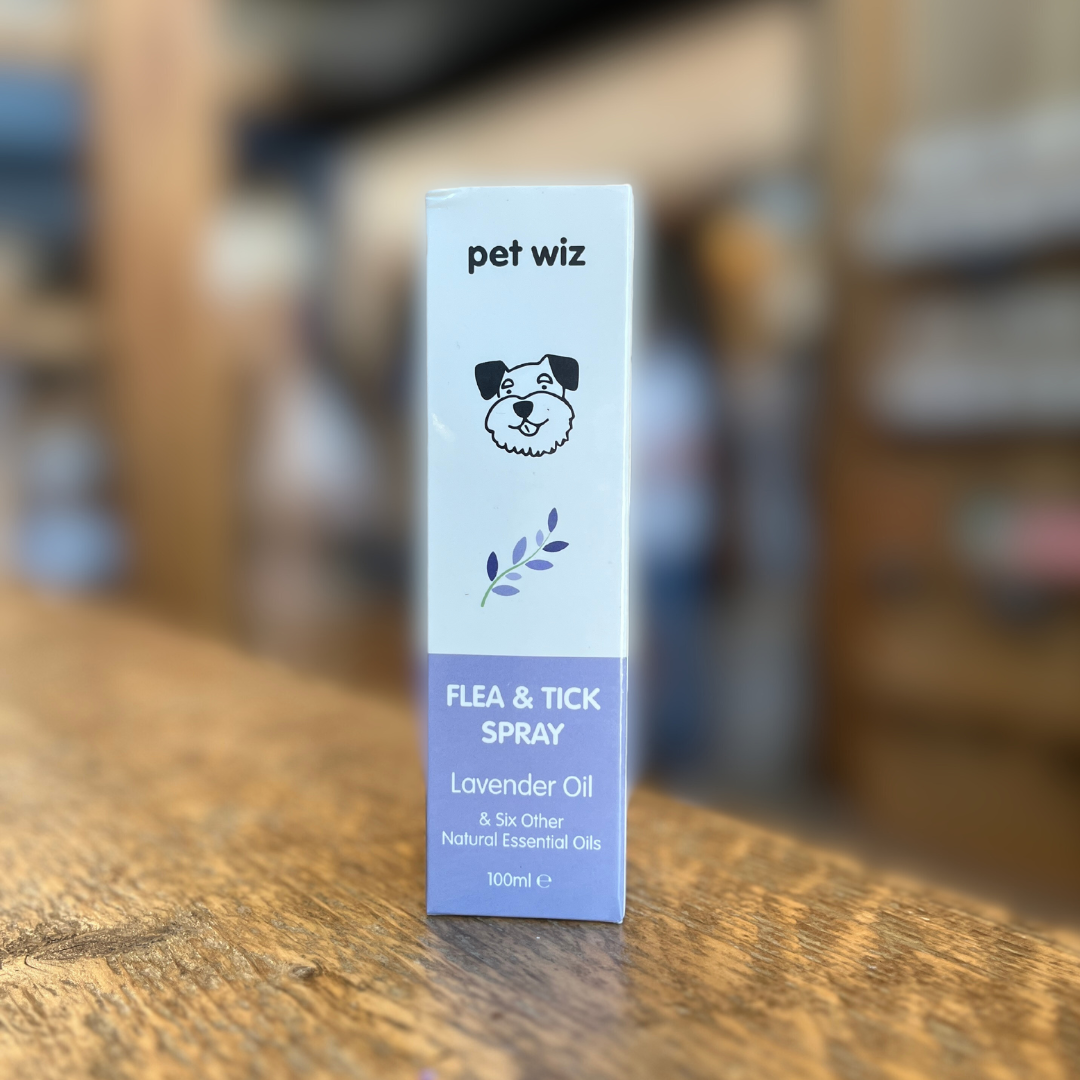 pet wiz
FLEA & TICK
SPRAY
Lavender Oil
& Six Other
Natural Essential Oils
100ml ℮